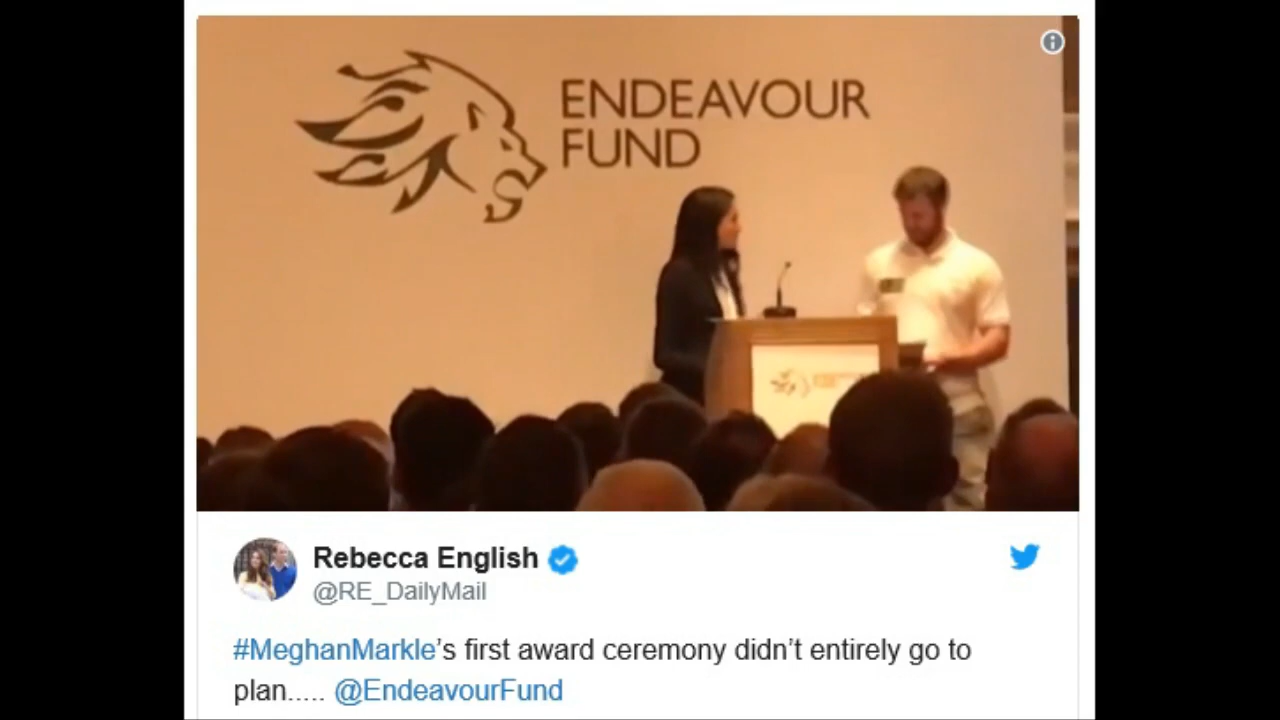 ENDEAVOUR
FUND
Rebecca English
@RE_DailyMail
#MeghanMarkle’s first award ceremony didn’t entirely go to
plan..... @EndeavourFund